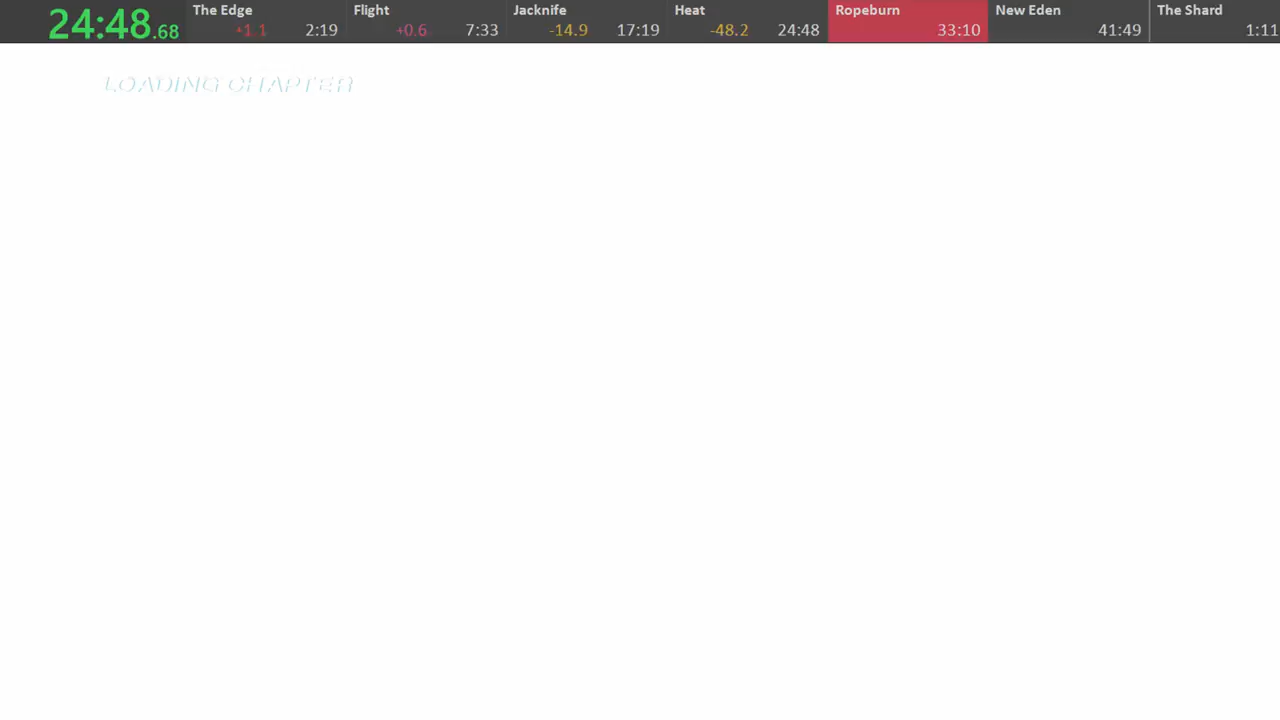 24:48.68
The Edge +1.1 2:19
Flight +0.6 7:33
Jacknife -14.9 17:19
Heat -48.2 24:48
Ropeburn 33:10
New Eden 41:49
The Shard 1:11
LOADING CHAPTER